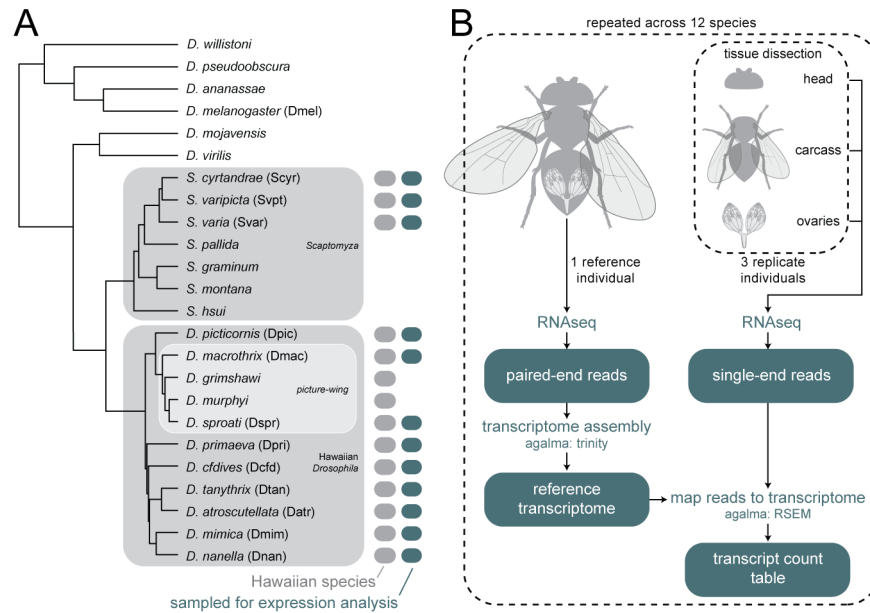 A
D. willistoni
D. pseudoobscura
D. ananassae
D. melanogaster (Dmel)
D. mojavensis
D. virilis
S. cyrtandrae (Scyr)
S. varipicta (Svpt)
S. varia (Svar)
S. pallida
Scaptomyza
S. graminum
S. montana
S. hsui
D. picticornis (Dpic)
D. macrothrix (Dmac)
D. grimshawi
picture-wing
D. murphyi
D. sproati (Dspr)
D. primaeva (Dpri)
Hawaiian
Drosophila
D. cfdives (Dcfd)
D. tanythrix (Dtan)
D. atroscutellata (Datr)
D. mimica (Dmim)
D. nanella (Dnan)
Hawaiian species
sampled for expression analysis
B
repeated across 12 species
tissue dissection
head
carcass
ovaries
1 reference
individual
3 replicate
individuals
RNAseq
RNAseq
paired-end reads
single-end reads
transcriptome assembly
agalma: trinity
reference
transcriptome
map reads to transcriptome
agalma: RSEM
transcript count
table